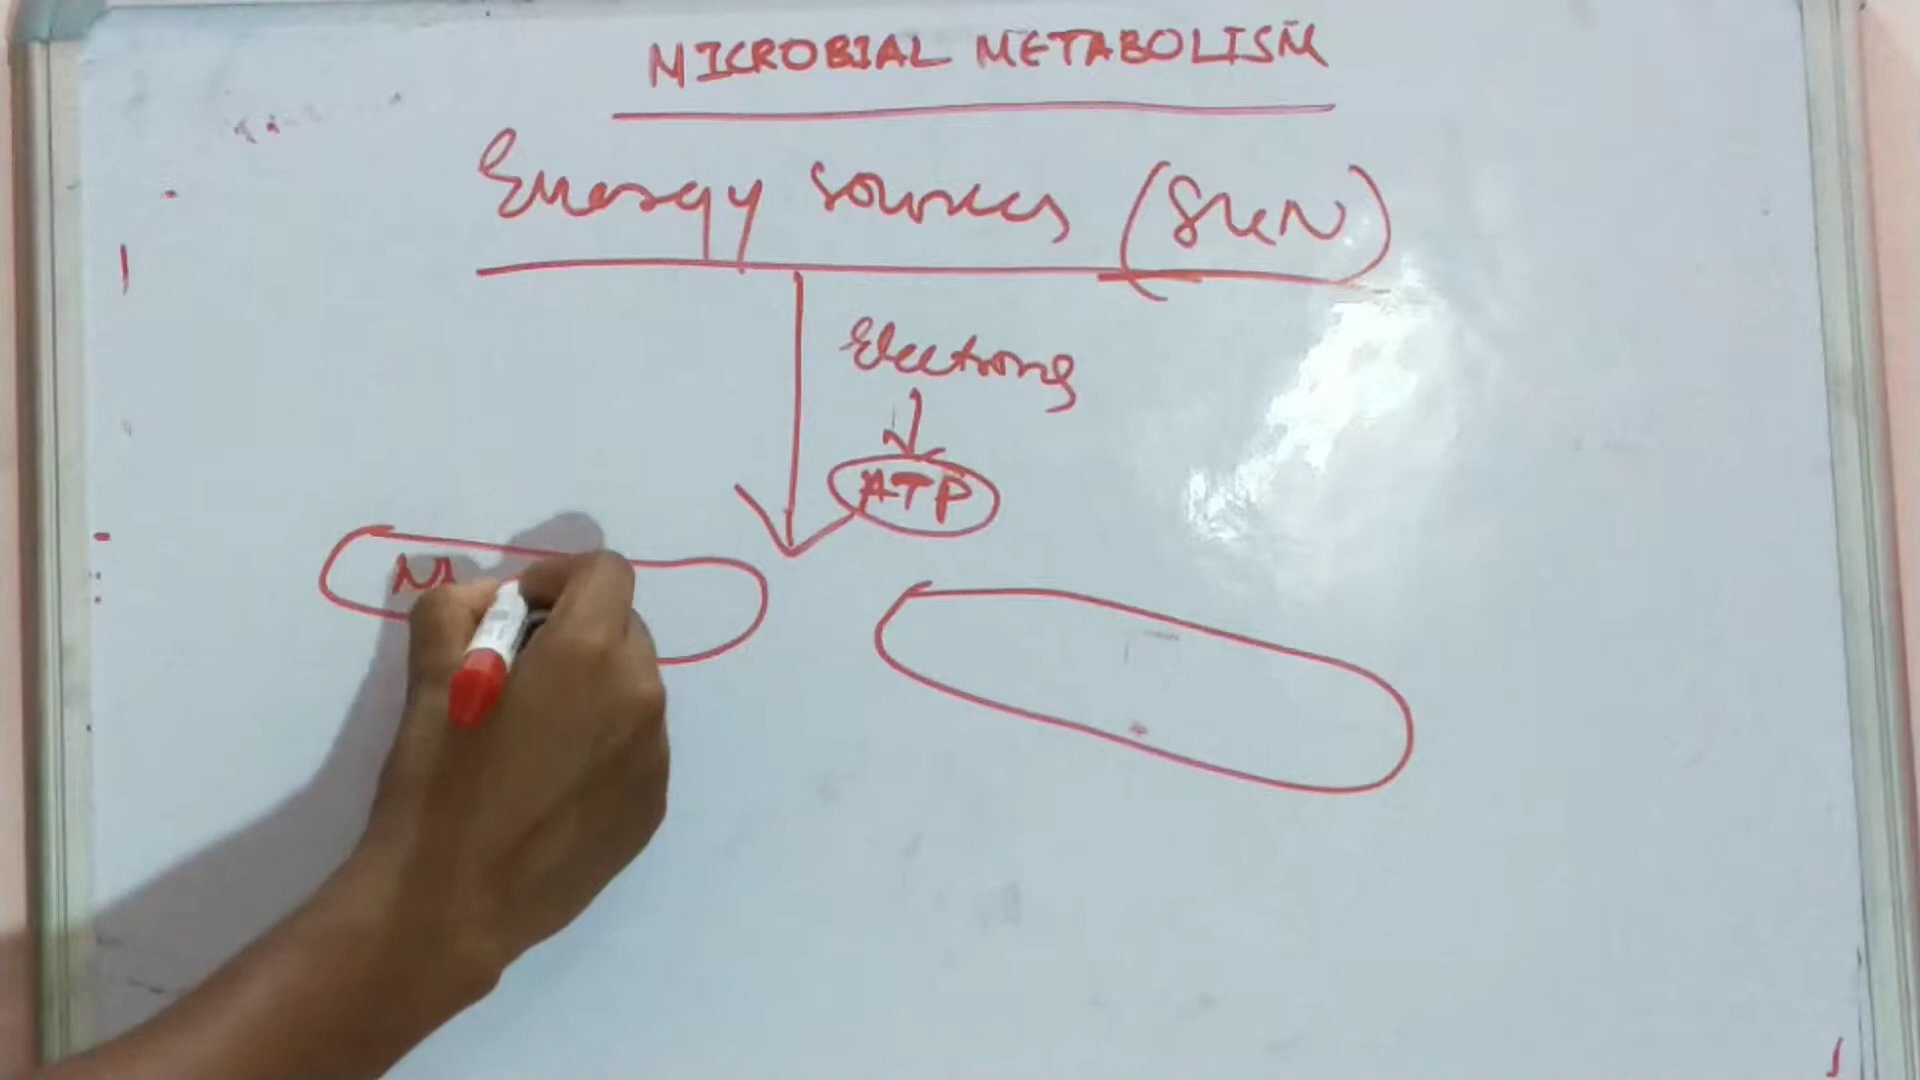 MICROBIAL METABOLISM
Energy sources (SUN)
Electrons
ATP